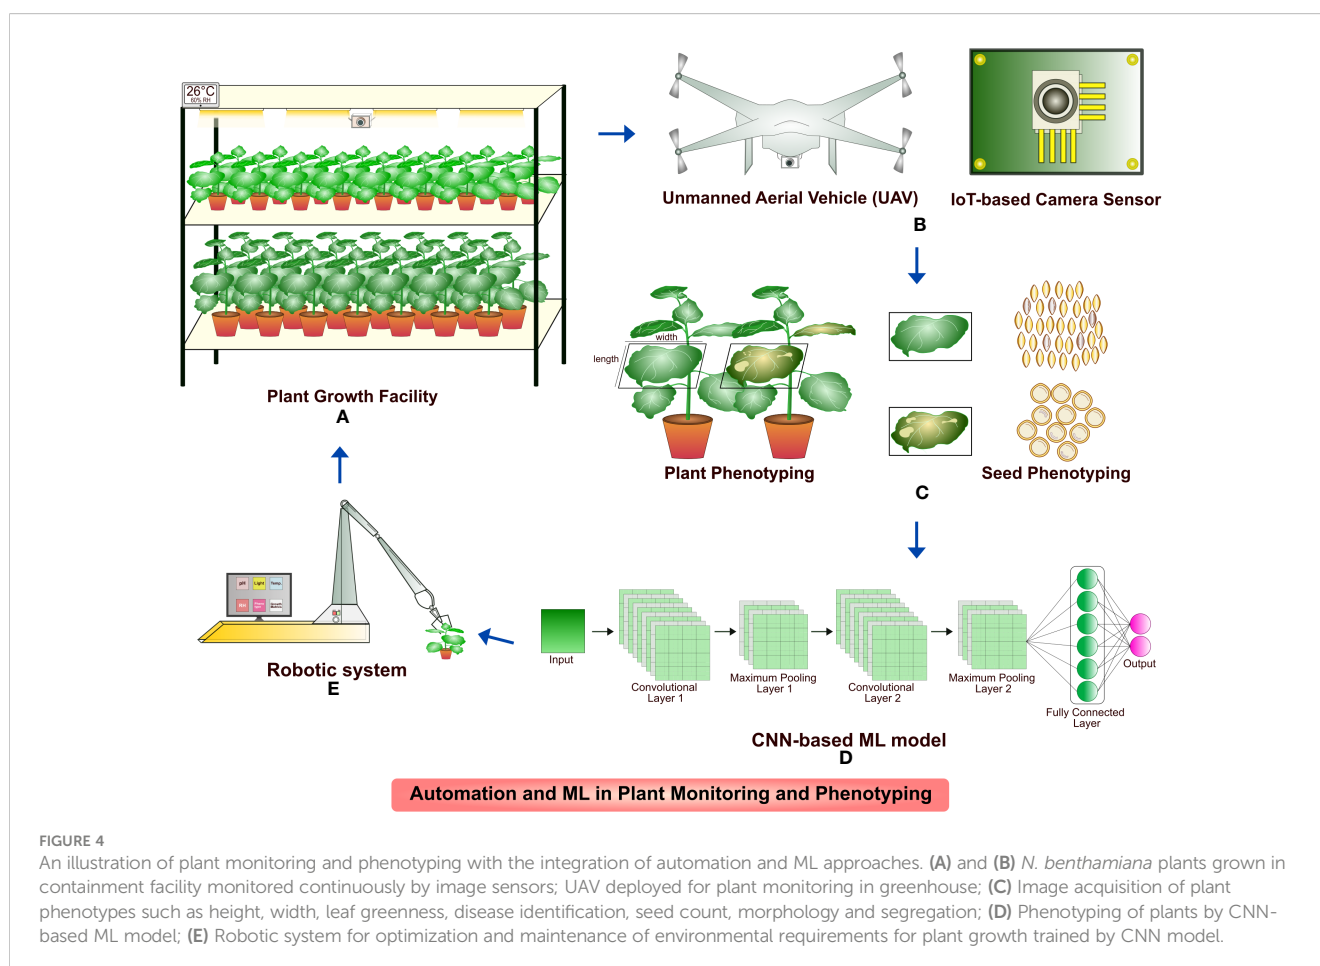 26°C
60% RH
Plant Growth Facility
A
Unmanned Aerial Vehicle (UAV)
IoT-based Camera Sensor
B
width
length
Plant Phenotyping
Seed Phenotyping
C
Light
Temp.
Robotic system
E
Input
Convolutional
Layer 1
Maximum Pooling
Layer 1
Convolutional
Layer 2
Maximum Pooling
Layer 2
Fully Connected
Layer
Output
CNN-based ML model
D
Automation and ML in Plant Monitoring and Phenotyping
FIGURE 4
An illustration of plant monitoring and phenotyping with the integration of automation and ML approaches. (A) and (B) N. benthamiana plants grown in
containment facility monitored continuously by image sensors; UAV deployed for plant monitoring in greenhouse; (C) Image acquisition of plant
phenotypes such as height, width, leaf greenness, disease identification, seed count, morphology and segregation; (D) Phenotyping of plants by CNN-
based ML model; (E) Robotic system for optimization and maintenance of environmental requirements for plant growth trained by CNN model.